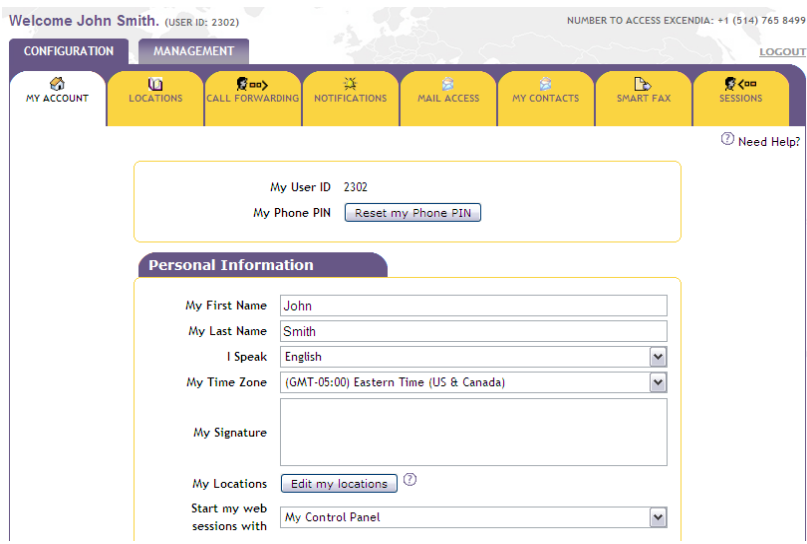 Welcome John Smith. (USER ID: 2302)
NUMBER TO ACCESS EXCENDIA: +1 (514) 765 8499
CONFIGURATION
MANAGEMENT
LOGOUT
MY ACCOUNT
LOCATIONS
CALL FORWARDING
NOTIFICATIONS
MAIL ACCESS
MY CONTACTS
SMART FAX
SESSIONS
? Need Help?
My User ID 2302
My Phone PIN Reset my Phone PIN
Personal Information
My First Name John
My Last Name Smith
I Speak English
My Time Zone (GMT-05:00) Eastern Time (US & Canada)
My Signature
My Locations Edit my locations ?
Start my web
sessions with My Control Panel